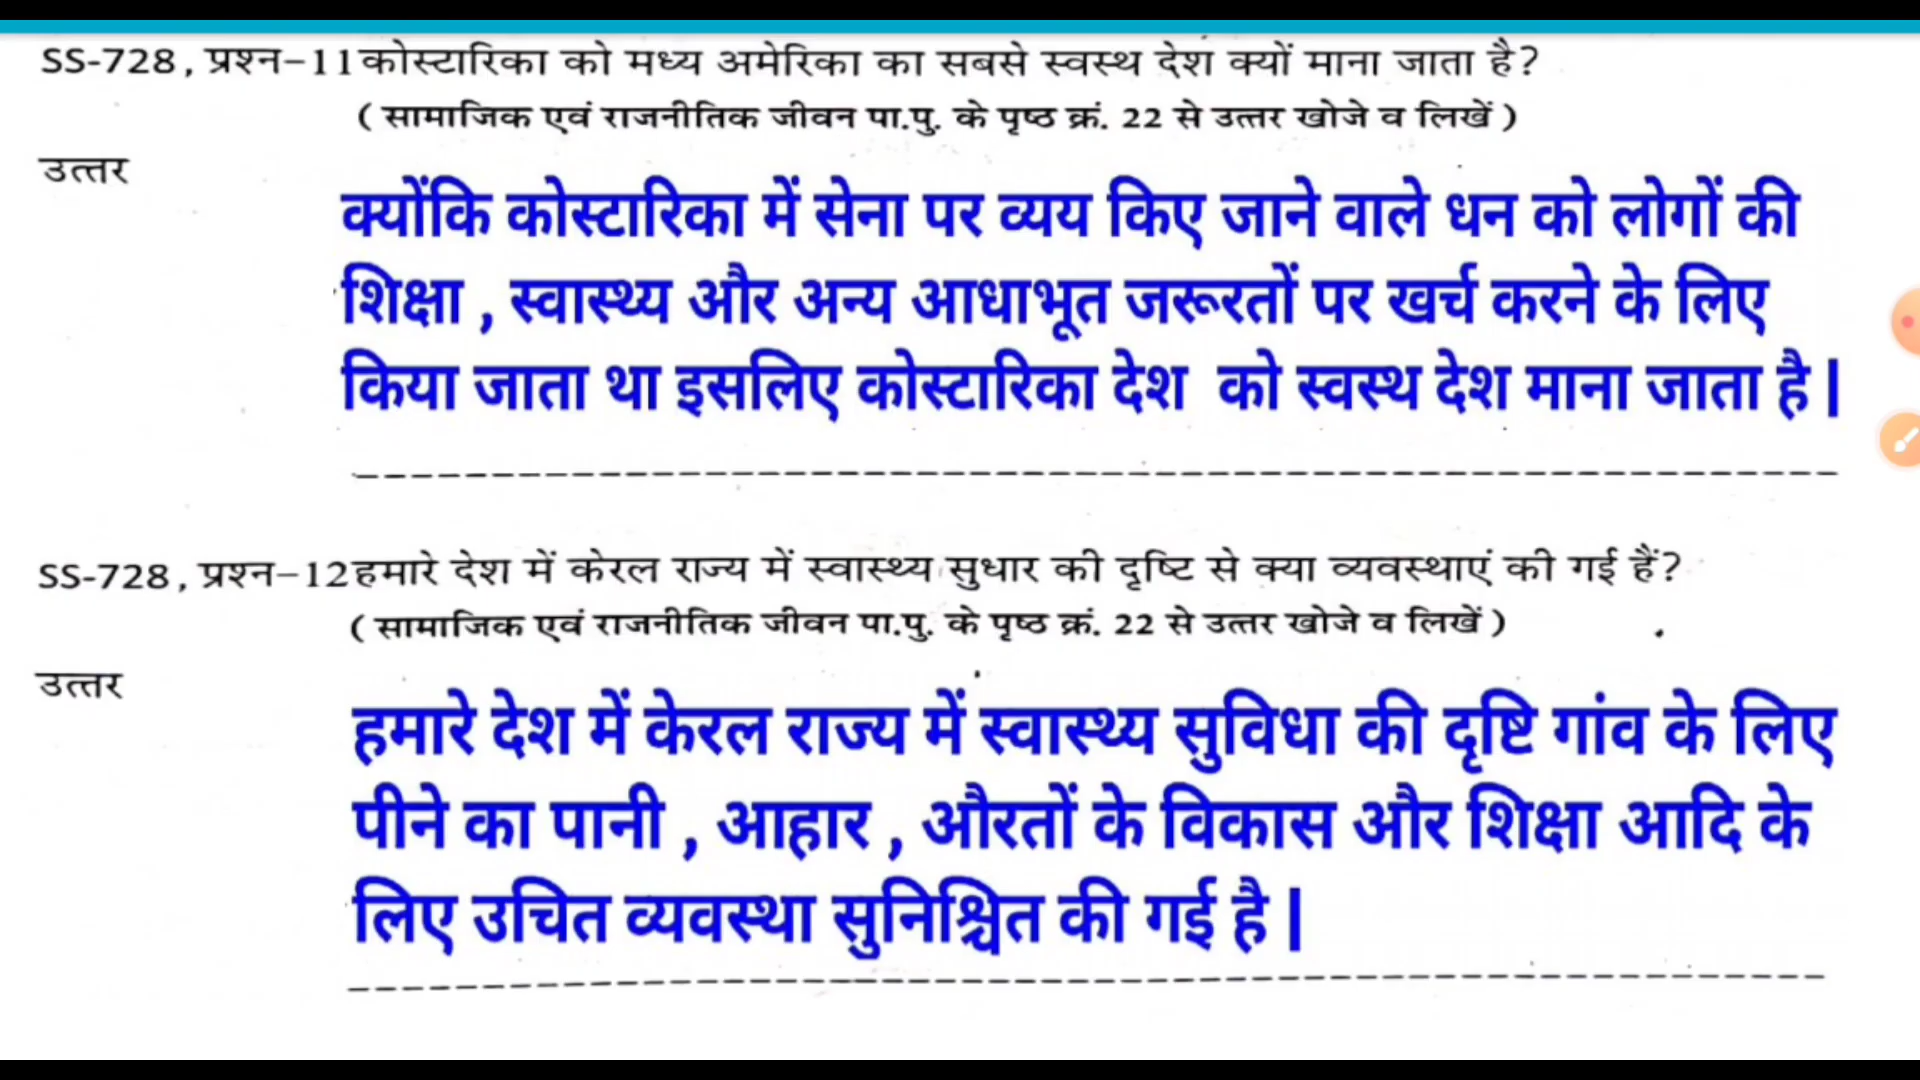 SS-728, प्रश्न-11 कोस्टारिका को मध्य अमेरिका का सबसे स्वस्थ देश क्यों माना जाता है?
( सामाजिक एवं राजनीतिक जीवन पा.पु. के पृष्ठ क्रं. 22 से उत्तर खोजे व लिखें )
उत्तर
क्योंकि कोस्टारिका में सेना पर व्यय किए जाने वाले धन को लोगों की
शिक्षा , स्वास्थ्य और अन्य आधाभूत जरूरतों पर खर्च करने के लिए
किया जाता था इसलिए कोस्टारिका देश को स्वस्थ देश माना जाता है |
SS-728, प्रश्न-12 हमारे देश में केरल राज्य में स्वास्थ्य सुधार की दृष्टि से क्या व्यवस्थाएं की गई हैं?
( सामाजिक एवं राजनीतिक जीवन पा.पु. के पृष्ठ क्रं. 22 से उत्तर खोजे व लिखें )
उत्तर
हमारे देश में केरल राज्य में स्वास्थ्य सुविधा की दृष्टि गांव के लिए
पीने का पानी , आहार , औरतों के विकास और शिक्षा आदि के
लिए उचित व्यवस्था सुनिश्चित की गई है |